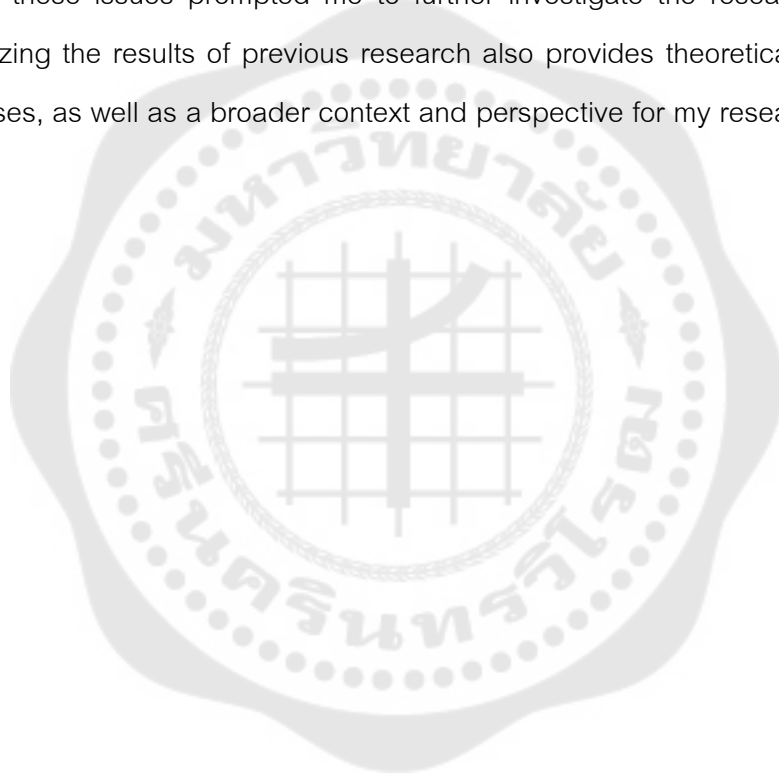 these issues prompted me to further investigate the
zing the results of previous research also provides
ses, as well as a broader context and perspective for my
มหาวิทยาลัย
ศรีนครินทรวิโรฒ